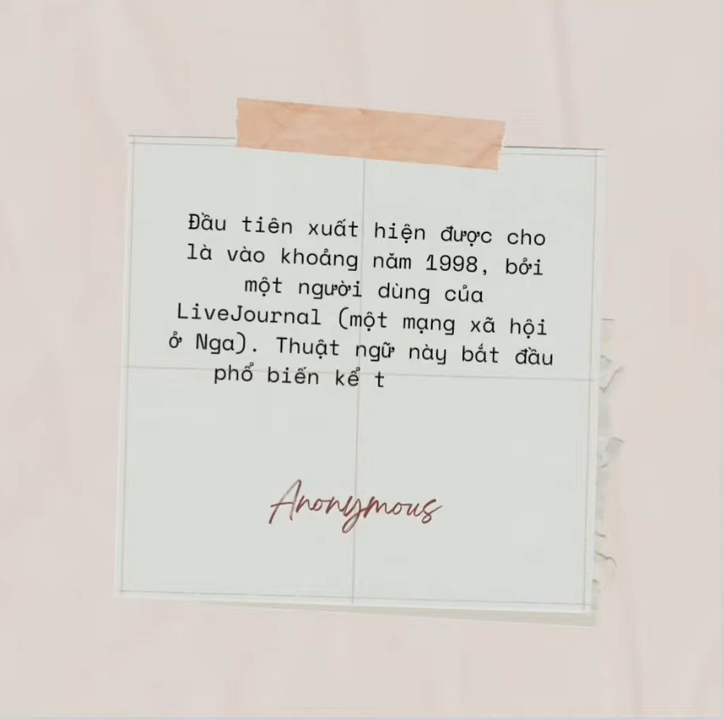 Đầu tiên xuất hiện được cho
là vào khoảng năm 1998, bởi
một người dùng của
LiveJournal (một mạng xã hội
ở Nga). Thuật ngữ này bắt đầu
phổ biến kể t
Anonymous